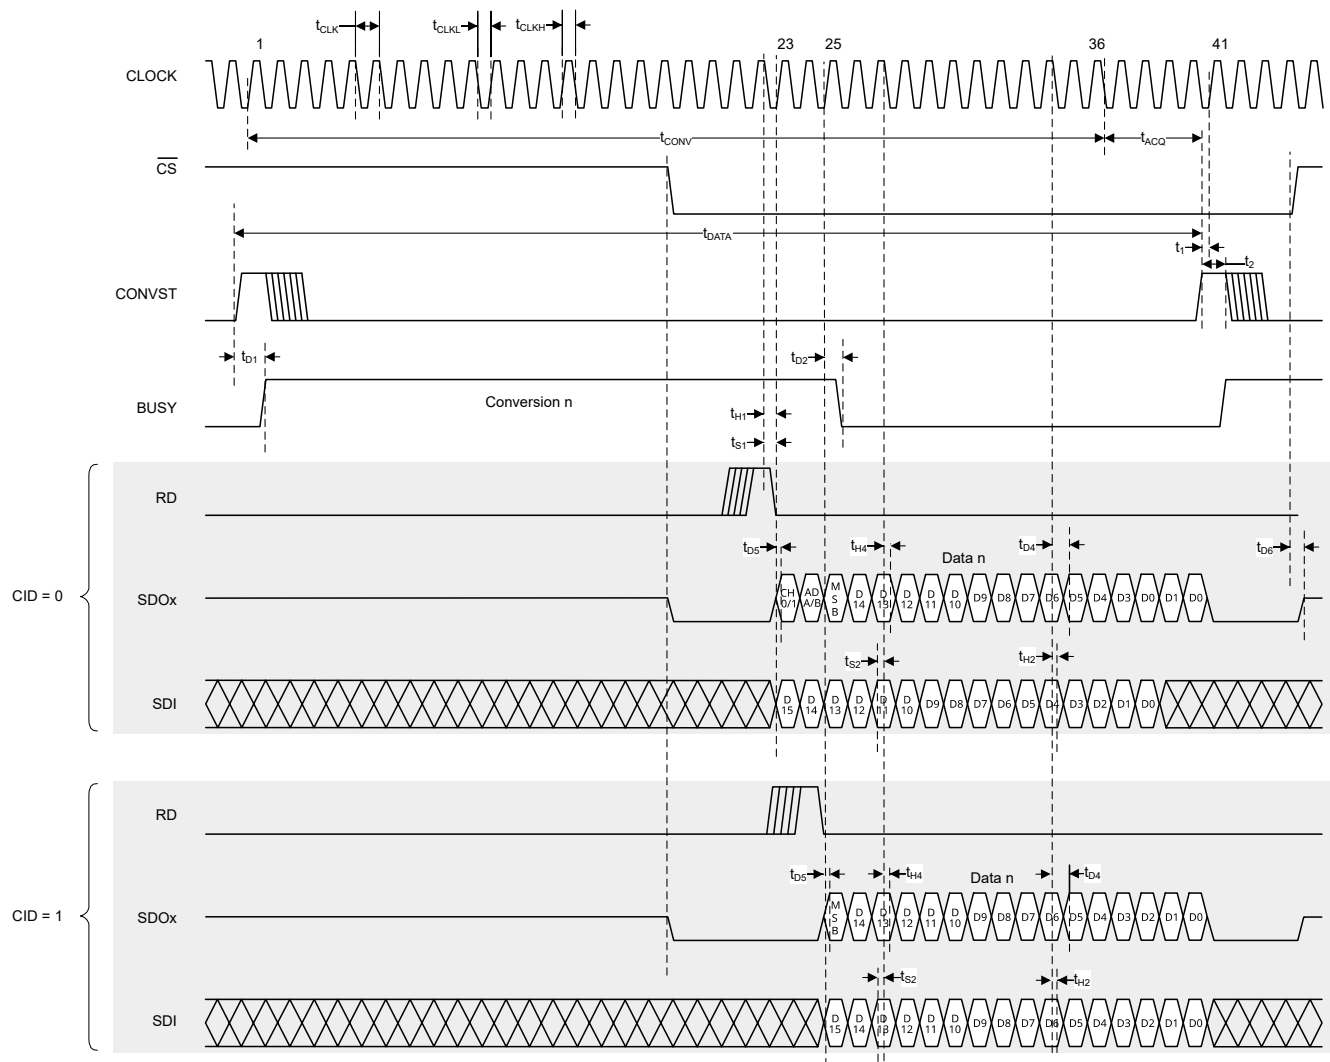 tCLK tCLKL tCLKH
1 23 25 36 41
CLOCK
tCONV tACQ
CS
tDATA
t1
t2
CONVST
tD1 tD2
BUSY
Conversion n
tH1
tS1
RD
tD5 tH4 Data n tD4 tD6
CID = 0
SDOx
CH 0/1 AD A/B MSB D14 D13 D12 D11 D10 D9 D8 D7 D6 D5 D4 D3 D0 D1 D0
tS2 tH2
SDI
D15 D14 D13 D12 D11 D10 D9 D8 D7 D6 D5 D4 D3 D2 D1 D0
RD
tD5 tH4 Data n tD4
CID = 1
SDOx
MSB D14 D13 D12 D11 D10 D9 D8 D7 D6 D5 D4 D3 D2 D1 D0
tS2 tH2
SDI
D15 D14 D13 D12 D11 D10 D9 D8 D7 D6 D5 D4 D3 D2 D1 D0